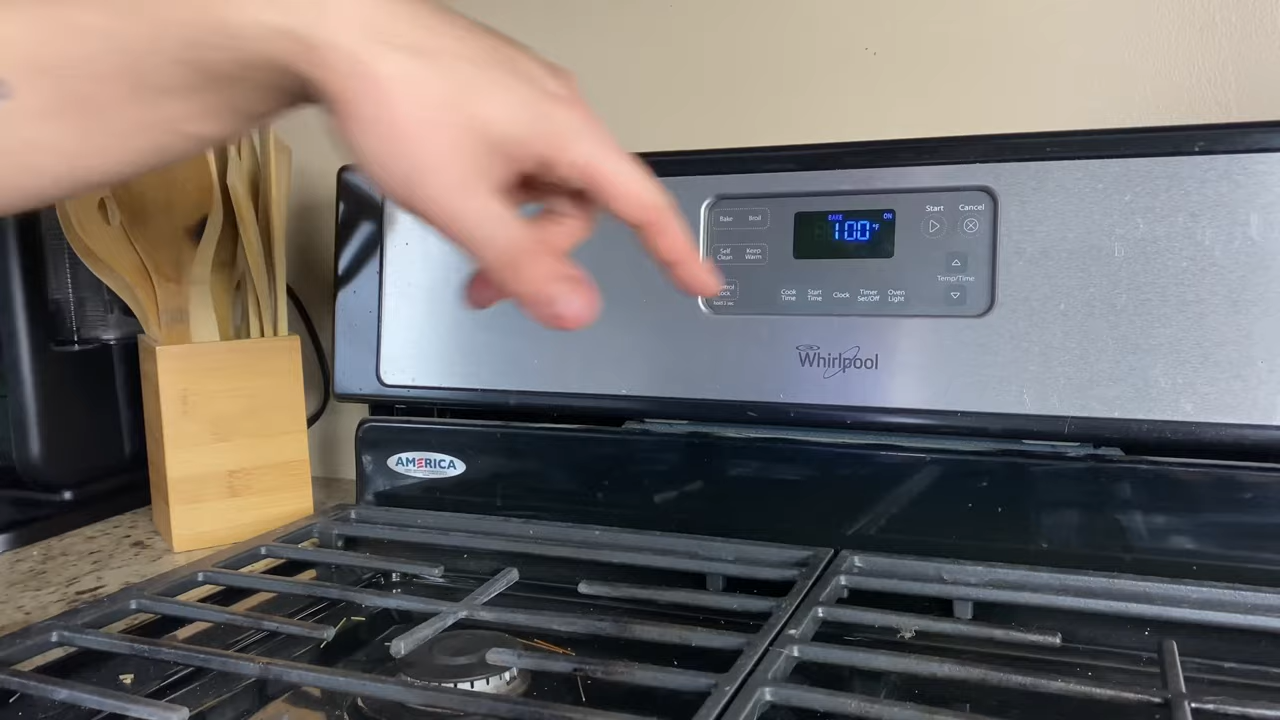 Bake Broil
BAKE ON
100°F
Start Cancel
Self Clean
Keep Warm
Temp/Time
Cook Time
Start Time
Clock
Timer Set/Off
Oven Light
Whirlpool
AMERICA